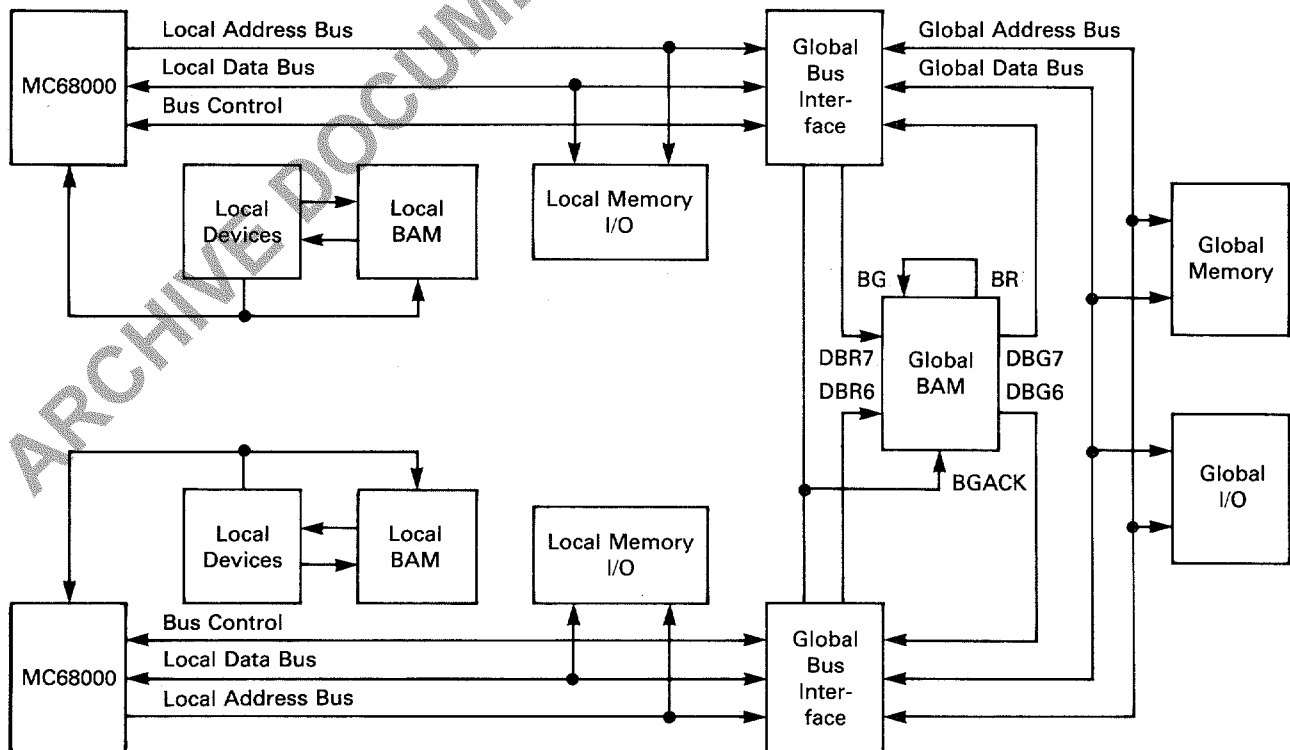 Local Address Bus
Local Data Bus
Bus Control
MC68000
Global
Bus
Inter-
face
Global Address Bus
Global Data Bus
Local
Devices
Local
BAM
Local Memory
I/O
Global
Memory
BG
BR
DBR7
DBR6
Global
BAM
DBG7
DBG6
BGACK
Global
I/O
Local
Devices
Local
BAM
Local Memory
I/O
MC68000
Bus Control
Local Data Bus
Local Address Bus
Global
Bus
Inter-
face
ARCHIVE DOCUM